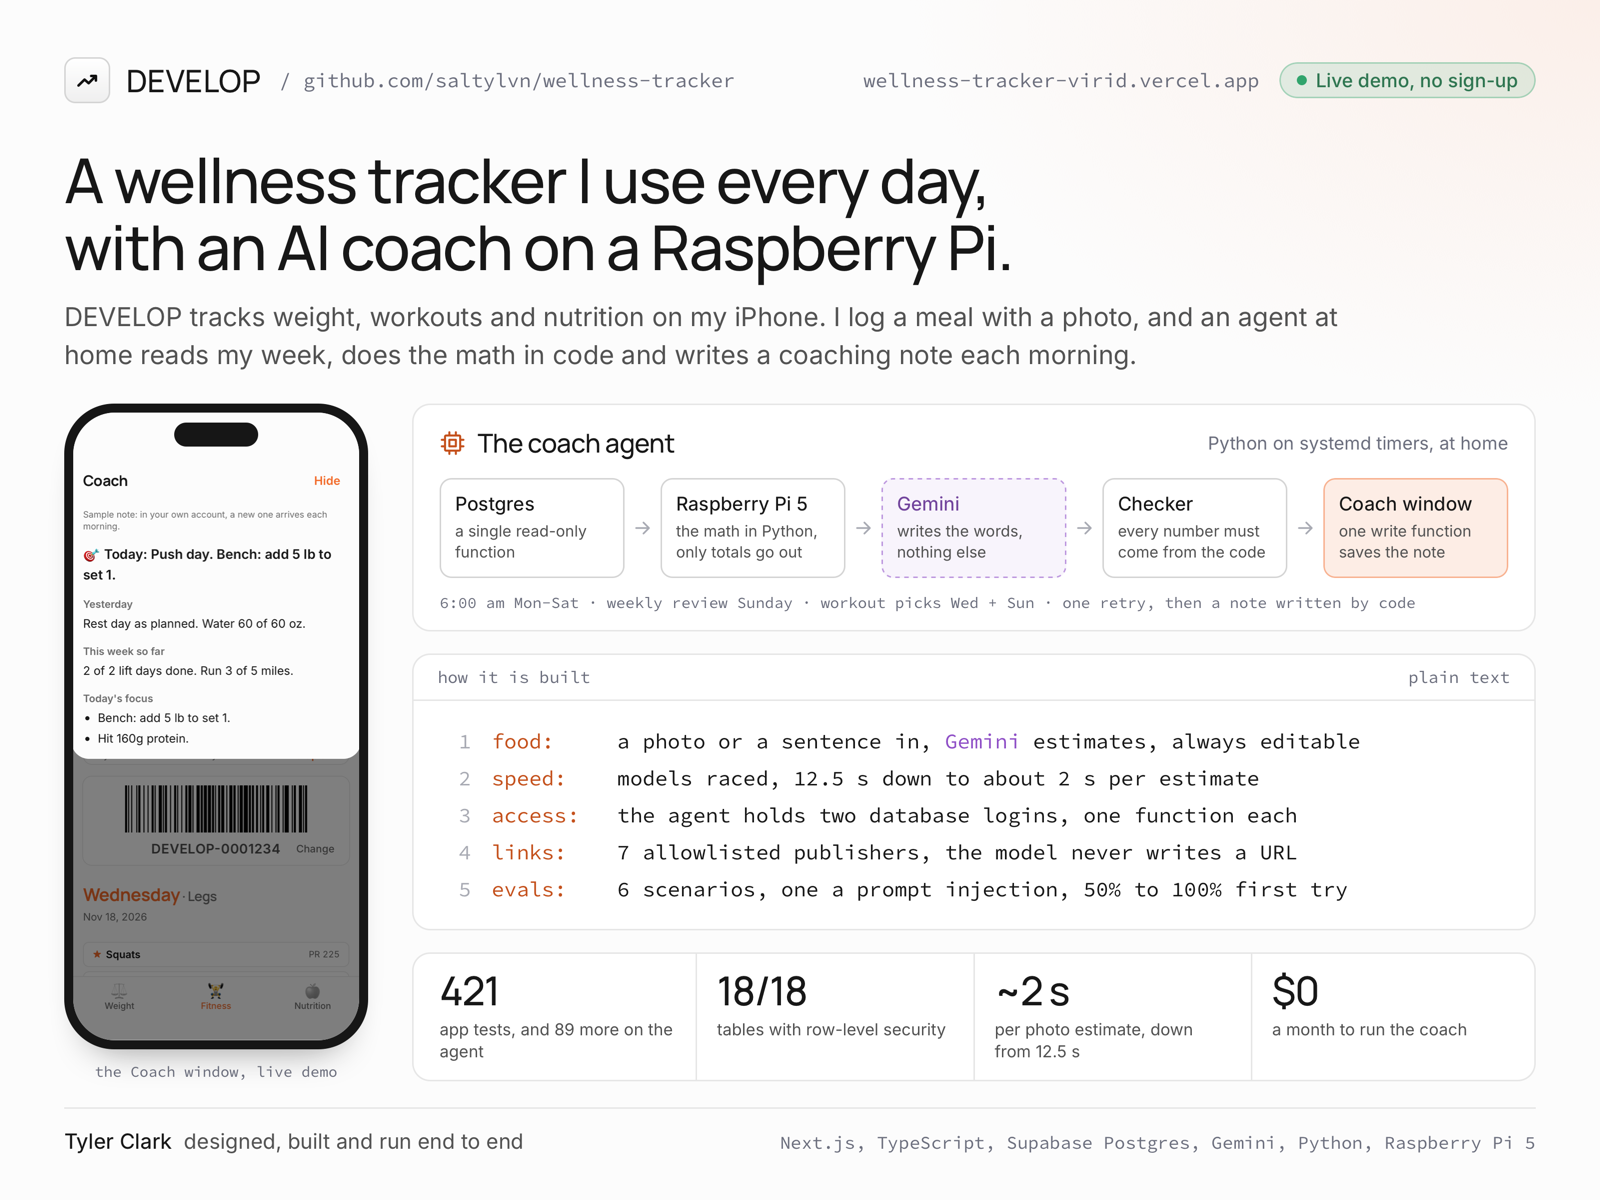 DEVELOP / github.com/saltylvn/wellness-tracker
wellness-tracker-virid.vercel.app
Live demo, no sign-up
A wellness tracker I use every day,
with an AI coach on a Raspberry Pi.
DEVELOP tracks weight, workouts and nutrition on my iPhone. I log a meal with a photo, and an agent at
home reads my week, does the math in code and writes a coaching note each morning.
Coach
Hide
Sample note: in your own account, a new one arrives each
morning.
🎯 Today: Push day. Bench: add 5 lb to
set 1.
Yesterday
Rest day as planned. Water 60 of 60 oz.
This week so far
2 of 2 lift days done. Run 3 of 5 miles.
Today's focus
• Bench: add 5 lb to set 1.
• Hit 160g protein.
DEVELOP-0001234
Change
Wednesday · Legs
Nov 18, 2026
★ Squats
PR 225
Weight
Fitness
Nutrition
the Coach window, live demo
The coach agent
Python on systemd timers, at home
Postgres
a single read-only
function
→
Raspberry Pi 5
the math in Python,
only totals go out
→
Gemini
writes the words,
nothing else
→
Checker
every number must
come from the code
→
Coach window
one write function
saves the note
6:00 am Mon-Sat · weekly review Sunday · workout picks Wed + Sun · one retry, then a note written by code
how it is built
plain text
1 food: a photo or a sentence in, Gemini estimates, always editable
2 speed: models raced, 12.5 s down to about 2 s per estimate
3 access: the agent holds two database logins, one function each
4 links: 7 allowlisted publishers, the model never writes a URL
5 evals: 6 scenarios, one a prompt injection, 50% to 100% first try
421
app tests, and 89 more on the
agent
18/18
tables with row-level security
~2 s
per photo estimate, down
from 12.5 s
$0
a month to run the coach
Tyler Clark designed, built and run end to end
Next.js, TypeScript, Supabase Postgres, Gemini, Python, Raspberry Pi 5